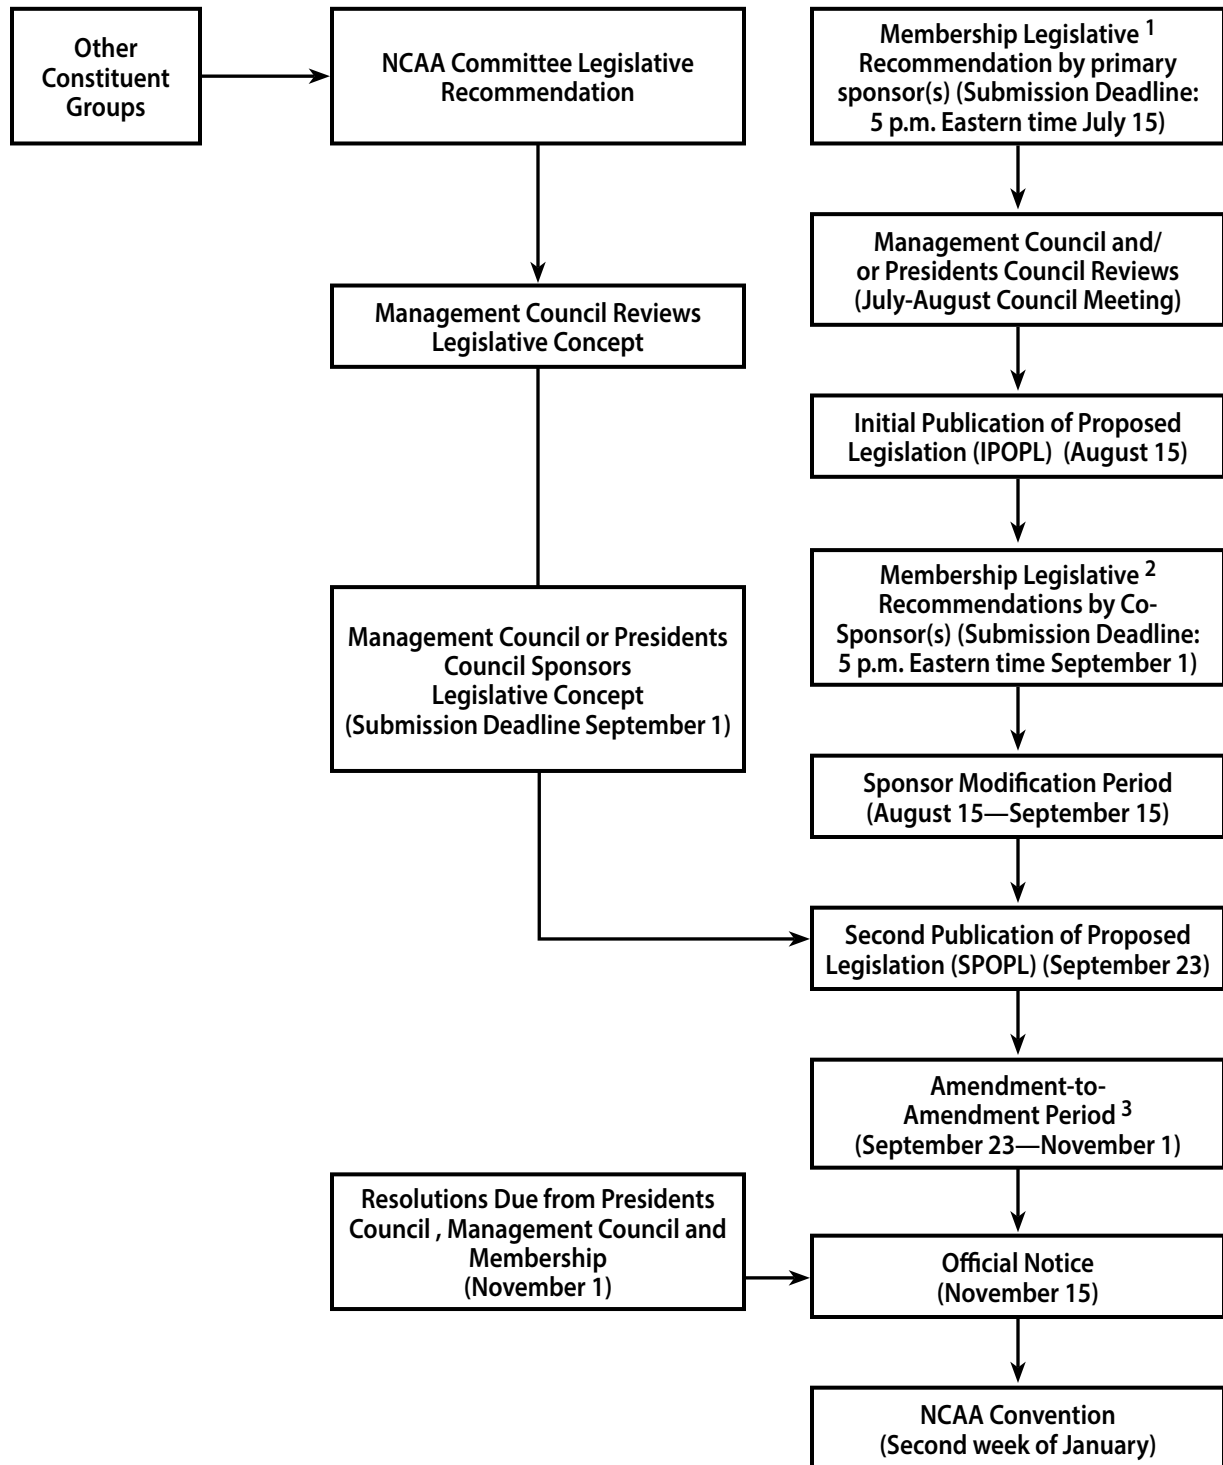 Other
Constituent
Groups
NCAA Committee Legislative
Recommendation
Membership Legislative 1
Recommendation by primary
sponsor(s) (Submission Deadline:
5 p.m. Eastern time July 15)
Management Council and/
or Presidents Council Reviews
(July-August Council Meeting)
Management Council Reviews
Legislative Concept
Initial Publication of Proposed
Legislation (IPOPL) (August 15)
Membership Legislative 2
Recommendations by Co-
Sponsor(s) (Submission Deadline:
5 p.m. Eastern time September 1)
Management Council or Presidents
Council Sponsors
Legislative Concept
(Submission Deadline September 1)
Sponsor Modification Period
(August 15—September 15)
Second Publication of Proposed
Legislation (SPOPL) (September 23)
Amendment-to-
Amendment Period 3
(September 23—November 1)
Resolutions Due from Presidents
Council , Management Council and
Membership
(November 1)
Official Notice
(November 15)
NCAA Convention
(Second week of January)